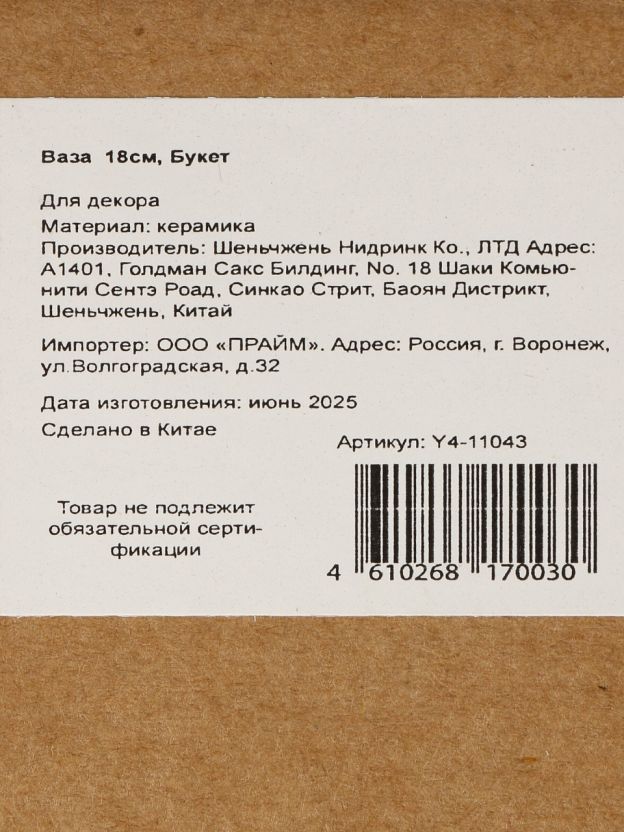 Ваза 18см, Букет
Для декора
Материал: керамика
Производитель: Шеньчжень Нидринк Ко., ЛТД Адрес:
А1401, Голдман Сакс Билдинг, No. 18 Шаки Комью-
нити Сентэ Роад, Синкао Стрит, Баоян Дистрикт,
Шеньчжень, Китай
Импортер: ООО «ПРАЙМ». Адрес: Россия, г. Воронеж,
ул.Волгоградская, д.32
Дата изготовления: июнь 2025
Сделано в Китае
Артикул: Y4-11043
Товар не подлежит
обязательной серти-
фикации
4 610268 170030